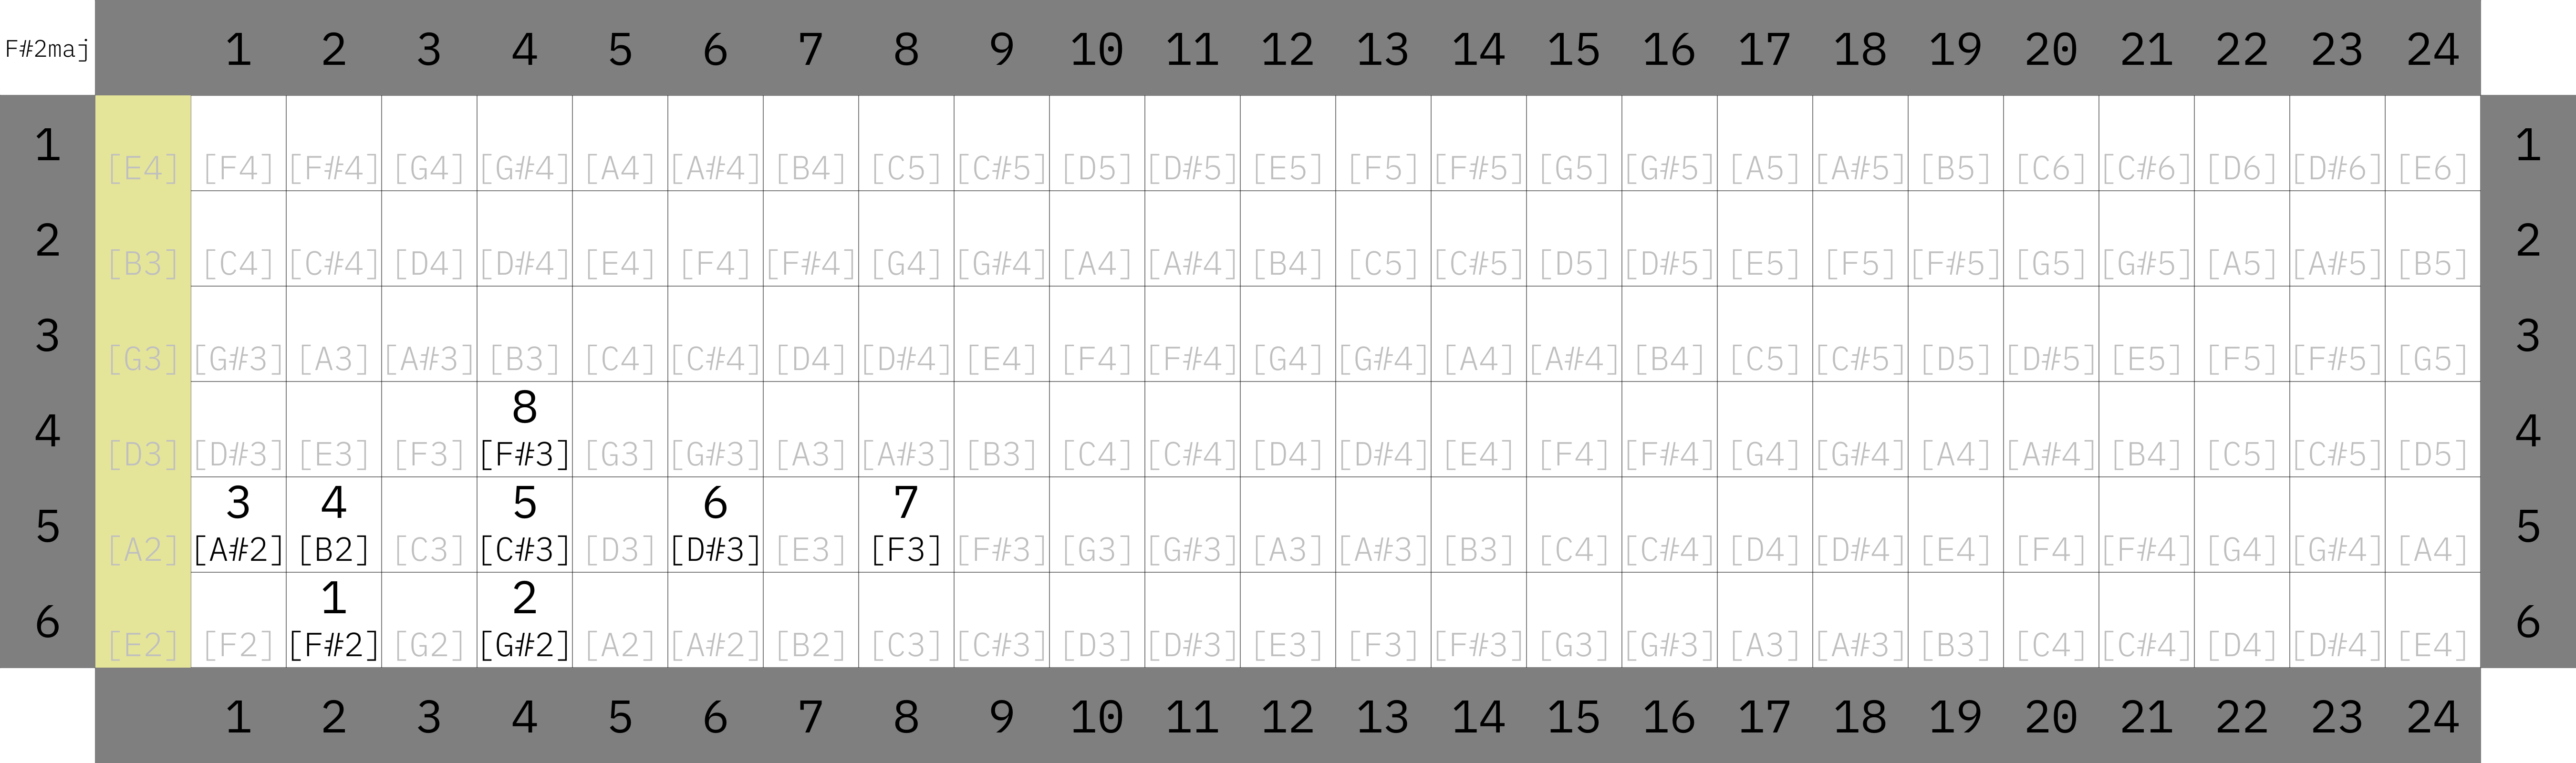 F#2maj 1 2 3 4 5 6 7 8 9 10 11 12 13 14 15 16 17 18 19 20 21 22 23 24
1 [E4] [F4] [F#4] [G4] [G#4] [A4] [A#4] [B4] [C5] [C#5] [D5] [D#5] [E5] [F5] [F#5] [G5] [G#5] [A5] [A#5] [B5] [C6] [C#6] [D6] [D#6] [E6] 1
2 [B3] [C4] [C#4] [D4] [D#4] [E4] [F4] [F#4] [G4] [G#4] [A4] [A#4] [B4] [C5] [C#5] [D5] [D#5] [E5] [F5] [F#5] [G5] [G#5] [A5] [A#5] [B5] 2
3 [G3] [G#3] [A3] [A#3] [B3] [C4] [C#4] [D4] [D#4] [E4] [F4] [F#4] [G4] [G#4] [A4] [A#4] [B4] [C5] [C#5] [D5] [D#5] [E5] [F5] [F#5] [G5] 3
8
4 [D3] [D#3] [E3] [F3] [F#3] [G3] [G#3] [A3] [A#3] [B3] [C4] [C#4] [D4] [D#4] [E4] [F4] [F#4] [G4] [G#4] [A4] [A#4] [B4] [C5] [C#5] [D5] 4
3 4 5 6 7
5 [A2] [A#2] [B2] [C3] [C#3] [D3] [D#3] [E3] [F3] [F#3] [G3] [G#3] [A3] [A#3] [B3] [C4] [C#4] [D4] [D#4] [E4] [F4] [F#4] [G4] [G#4] [A4] 5
1 2
6 [E2] [F2] [F#2] [G2] [G#2] [A2] [A#2] [B2] [C3] [C#3] [D3] [D#3] [E3] [F3] [F#3] [G3] [G#3] [A3] [A#3] [B3] [C4] [C#4] [D4] [D#4] [E4] 6
1 2 3 4 5 6 7 8 9 10 11 12 13 14 15 16 17 18 19 20 21 22 23 24